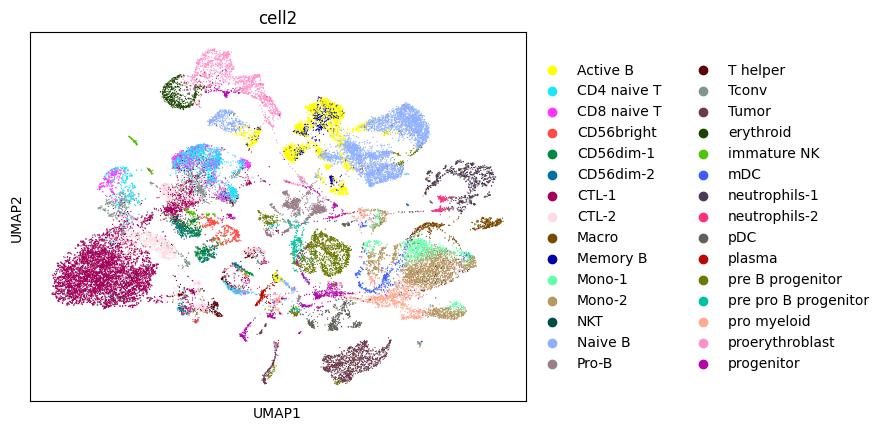 cell2
UMAP2
UMAP1
Active B
CD4 naive T
CD8 naive T
CD56bright
CD56dim-1
CD56dim-2
CTL-1
CTL-2
Macro
Memory B
Mono-1
Mono-2
NKT
Naive B
Pro-B
T helper
Tconv
Tumor
erythroid
immature NK
mDC
neutrophils-1
neutrophils-2
pDC
plasma
pre B progenitor
pre pro B progenitor
pro myeloid
proerythroblast
progenitor